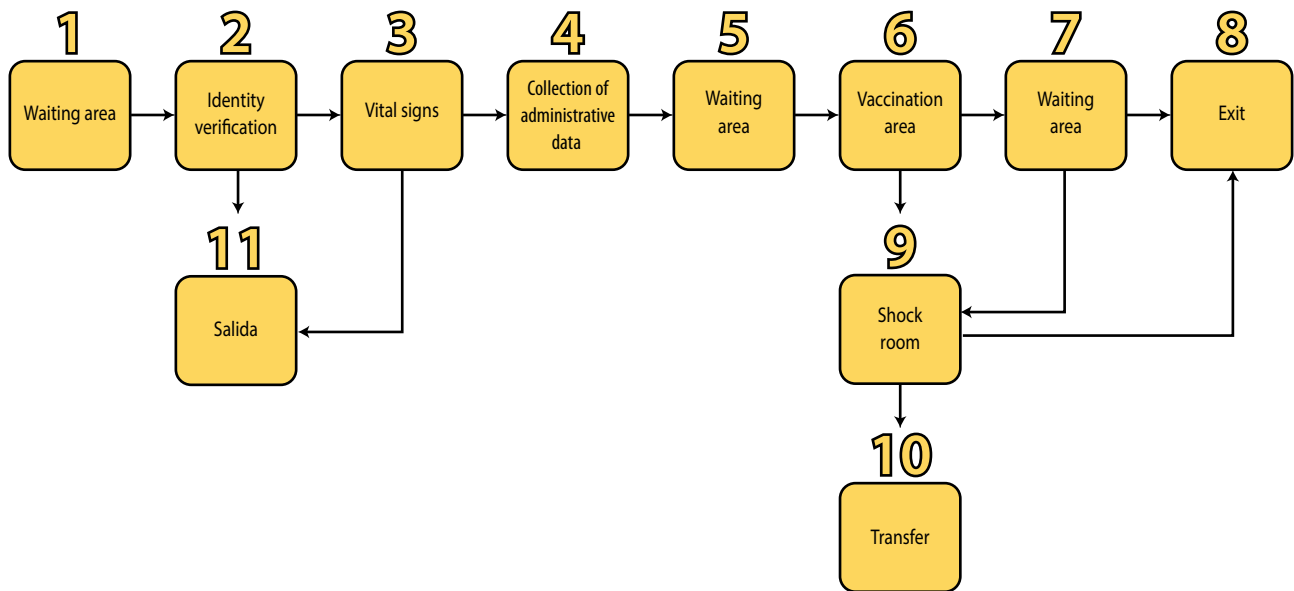 1
2
3
4
5
6
7
8
Waiting area
Identity
verification
Vital signs
Collection of
administrative
data
Waiting
area
Vaccination
area
Waiting
area
Exit
11
Salida
9
Shock
room
10
Transfer